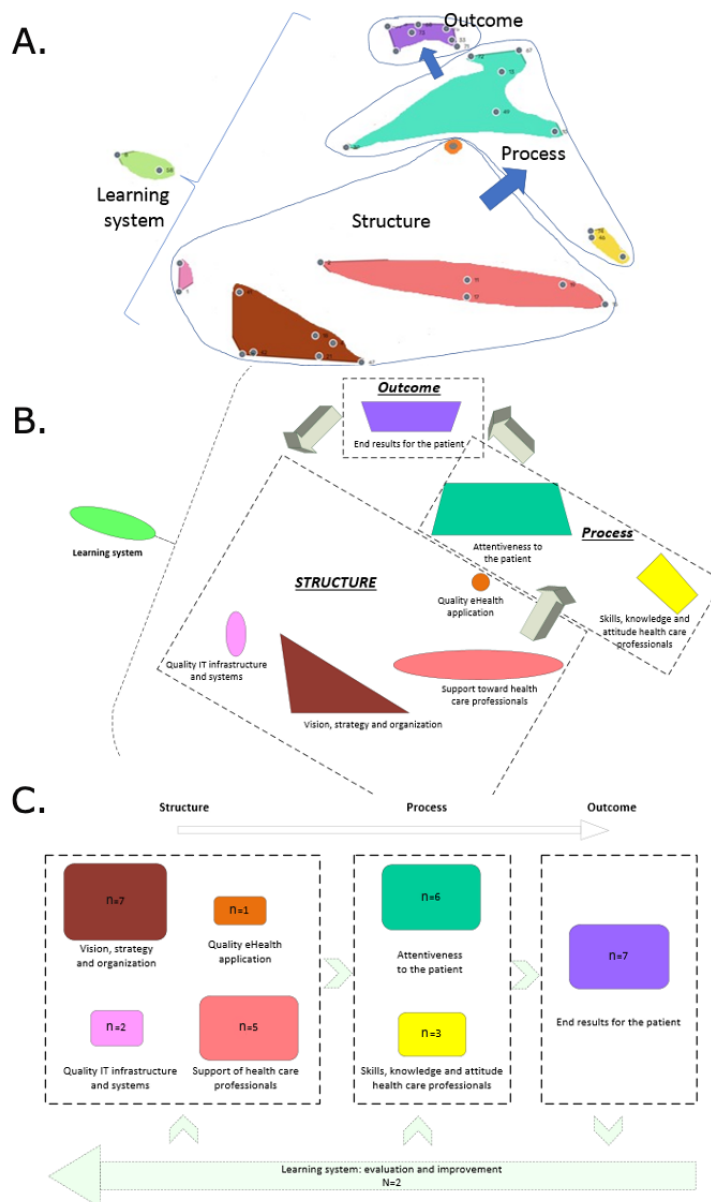 A.
Outcome
Process
Learning
system
Structure
B.
Outcome
End results for the patient
Attentiveness to
the patient
Process
Learning system
STRUCTURE
Quality eHealth
application
Skills, knowledge and
attitude health care
professionals
Quality IT infrastructure
and systems
Support toward health
care professionals
Vision, strategy and organization
C.
Structure
Process
Outcome
n=7
Vision, strategy
and organization
n=1
Quality eHealth
application
n=6
Attentiveness
to the patient
n=7
End results for the patient
n=2
Quality IT infrastructure
and systems
n=5
Support of health care
professionals
n=3
Skills, knowledge and attitude
health care professionals
Learning system: evaluation and improvement
N=2